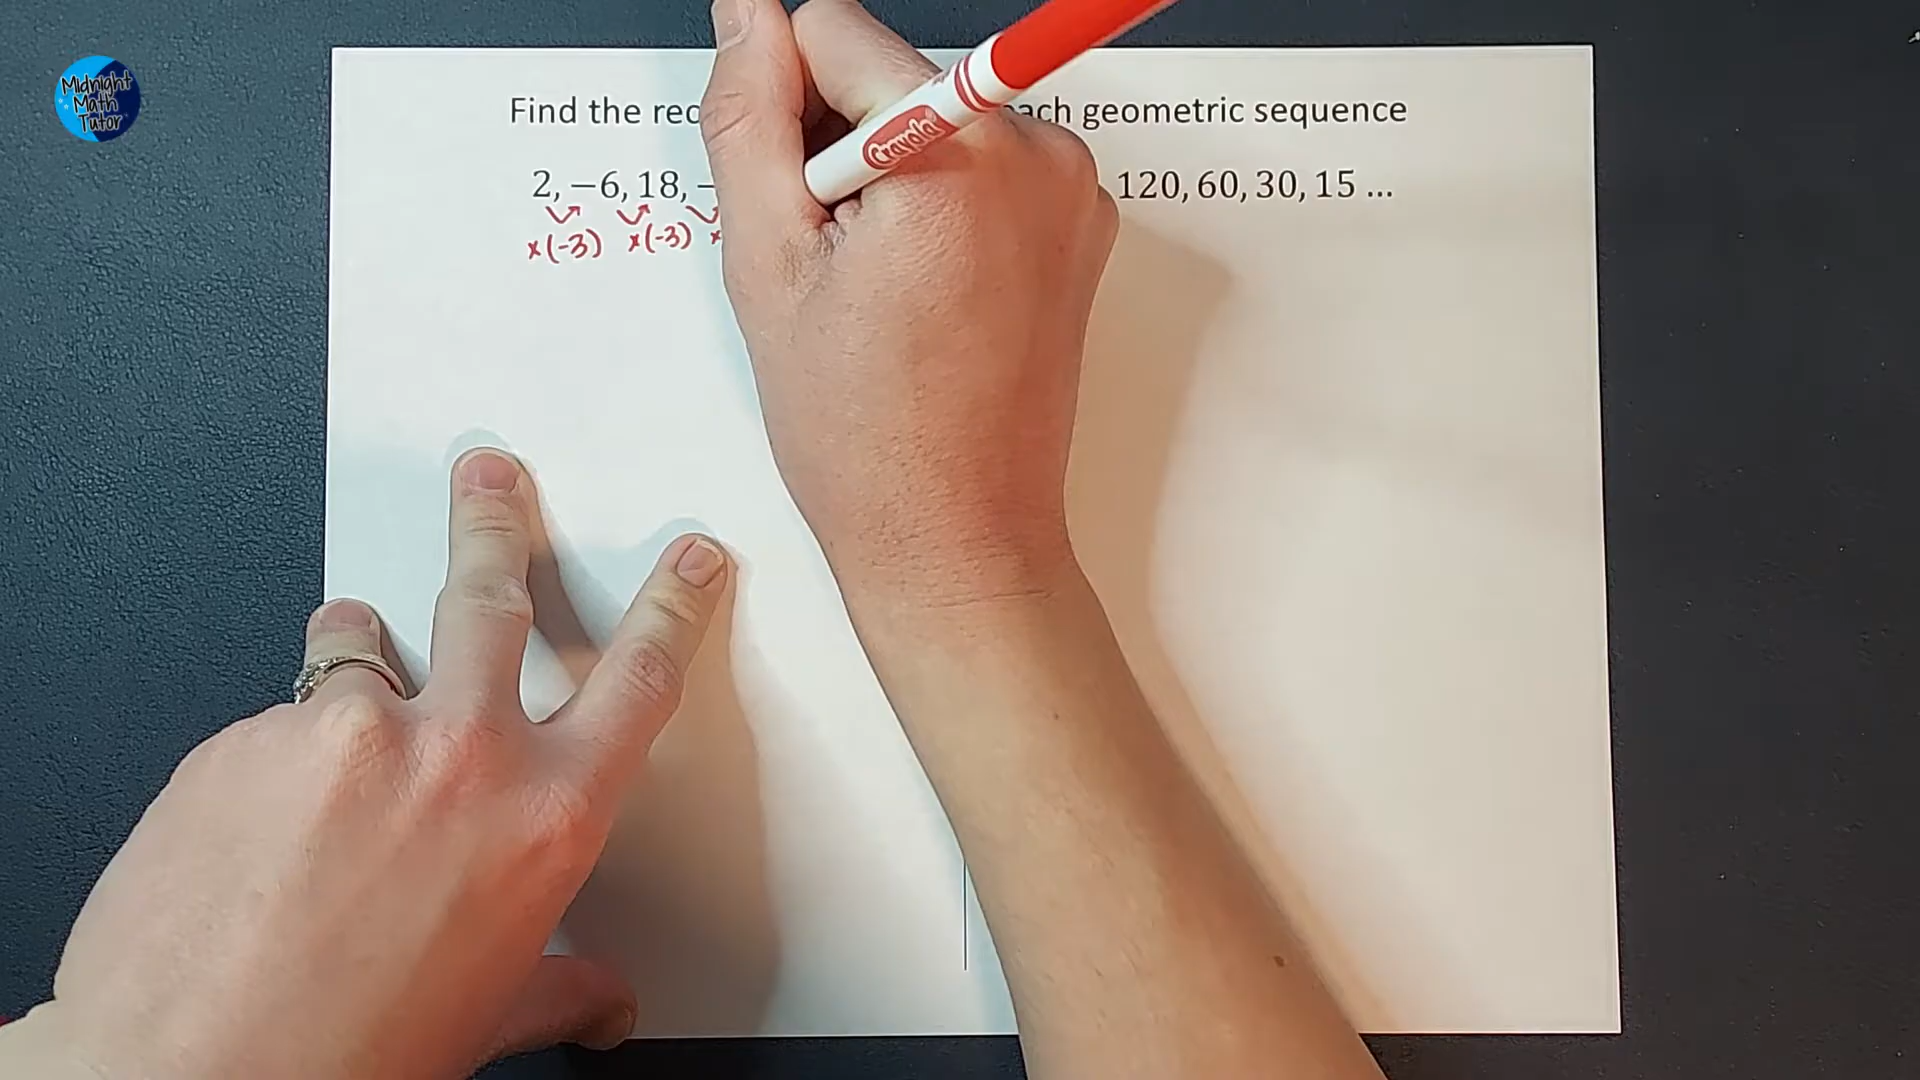 Midnight
Math
Tutor
Find the rec ach geometric sequence
2, −6, 18, −
120, 60, 30, 15 ...
×(-3) ×(-3) ×
Crayola